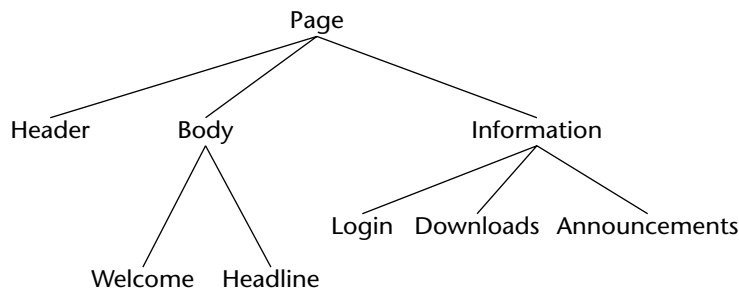 Page
Header Body Information
Login Downloads Announcements
Welcome Headline